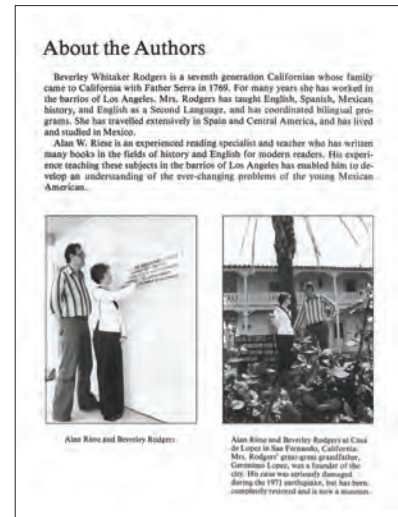 About the Authors
Beverley Whitaker Rodgers is a seventh generation Californian whose family
came to California with Father Serra in 1769. For many years she has worked in
the barrios of Los Angeles. Mrs. Rodgers has taught English, Spanish, Mexican
history, and English as a Second Language, and has coordinated bilingual pro-
grams. She has travelled extensively in Spain and Central America, and has lived
and studied in Mexico.
Alan W. Riese is an experienced reading specialist and teacher who has written
many books in the fields of history and English for modern readers. His experi-
ence teaching these subjects in the barrios of Los Angeles has enabled him to de-
velop an understanding of the ever-changing problems of the young Mexican
American.
Alan Riese and Beverley Rodgers
Alan Riese and Beverley Rodgers at Casa
de Lopez in San Fernando, California.
Mrs. Rodgers' great-great grandfather,
Geronimo Lopez, was a founder of the
city. His casa was seriously damaged
during the 1971 earthquake, but has been
completely restored and is now a museum.